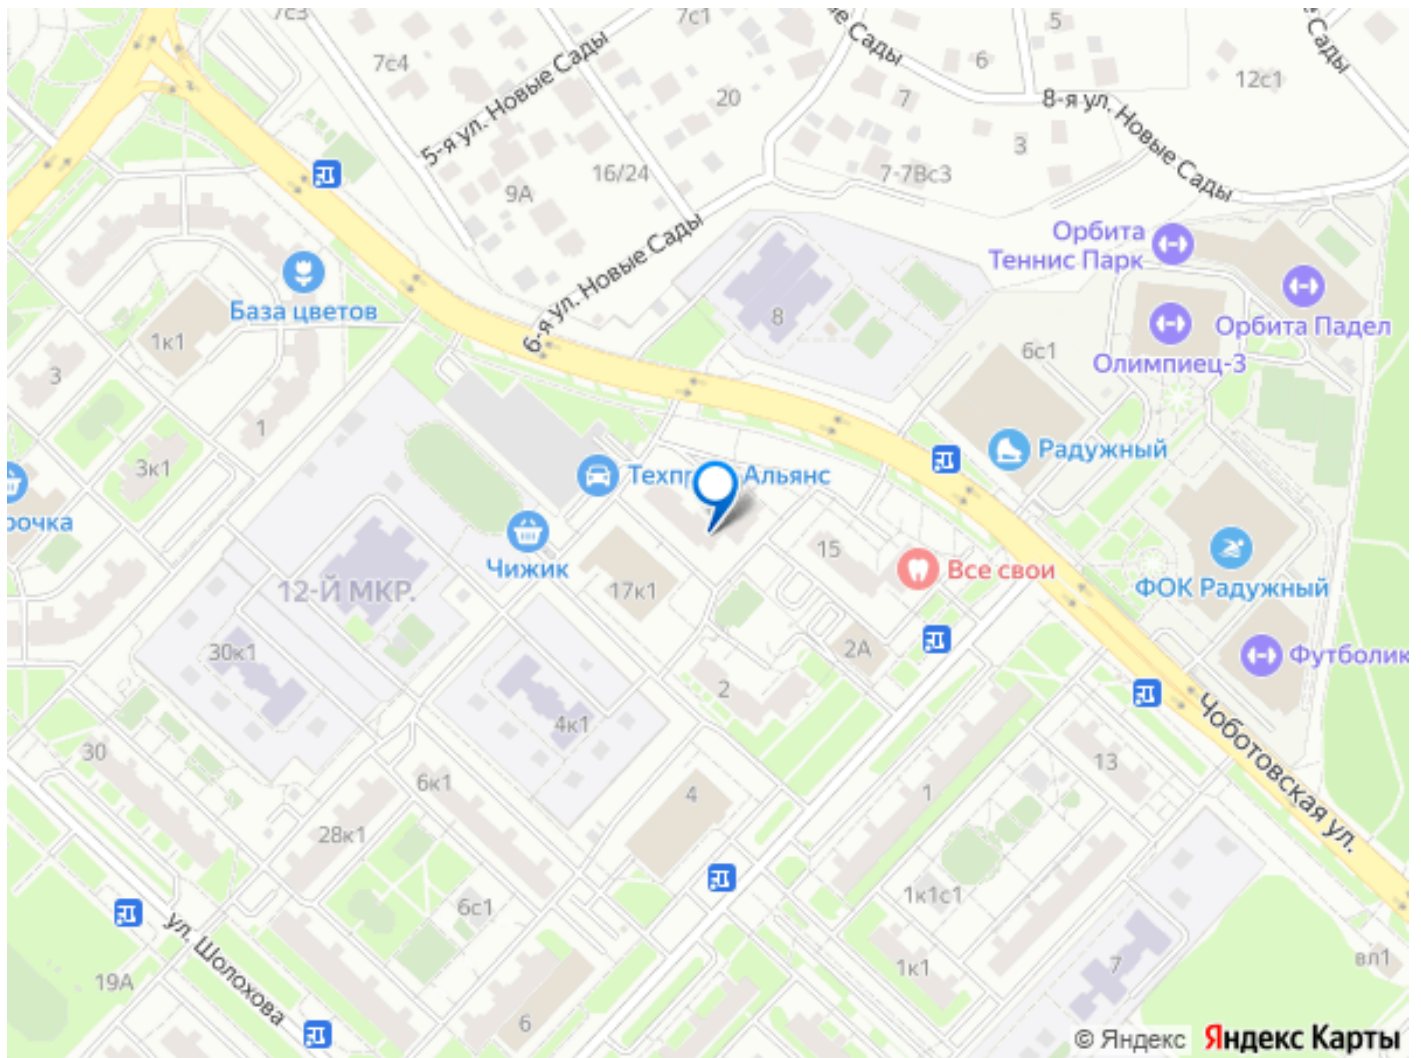 7с3
7с1
5
7с4
6
12с1
5-я ул. Новые Сады
20
7
8-я ул. Новые Сады
3
16/24
7-7Вс3
9А
6-я ул. Новые Сады
Орбита
Теннис Парк
База цветов
8
Орбита Падел
1к1
6с1
Олимпиец-3
3
1
3к1
Радужный
Альянс
15
Чижик
Все свои
12-Й МКР.
17к1
ФОК Радужный
30к1
2А
Футболик
2
4к1
Чоботовская ул.
30
13
6к1
4
1
28к1
1к1с1
6с1
ул. Шолохова
19А
1к1
7
вл1
6
© Яндекс Яндекс Карты